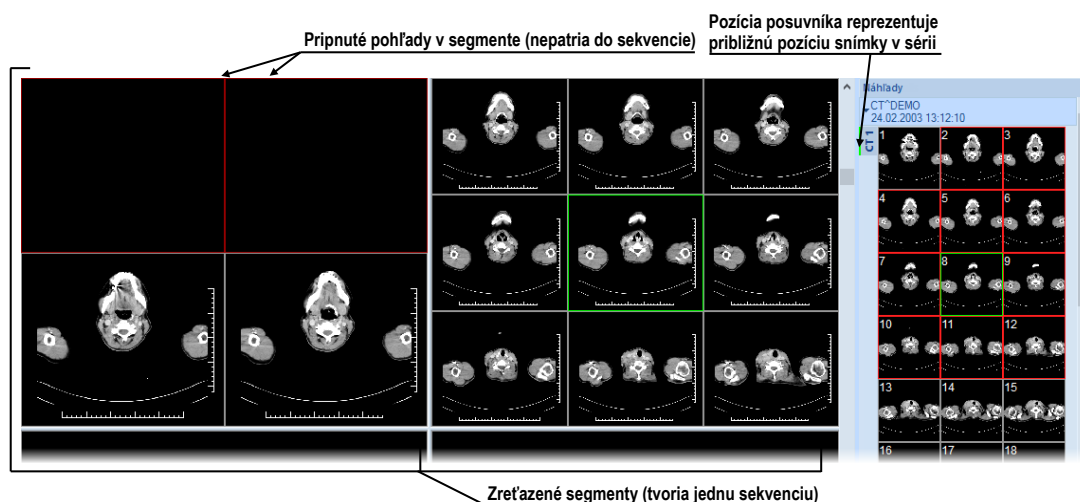 Pozícia posuvníka reprezentuje
približnú pozíciu snímky v sérii
Pripnuté pohľady v segmente (nepatria do sekvencie)
Náhľady
CT^DEMO
24.02.2003 13:12:10
CT 1
1 2 3
4 5 6
7 8 9
10 11 12
13 14 15
16 17 18
Zreťazené segmenty (tvoria jednu sekvenciu)